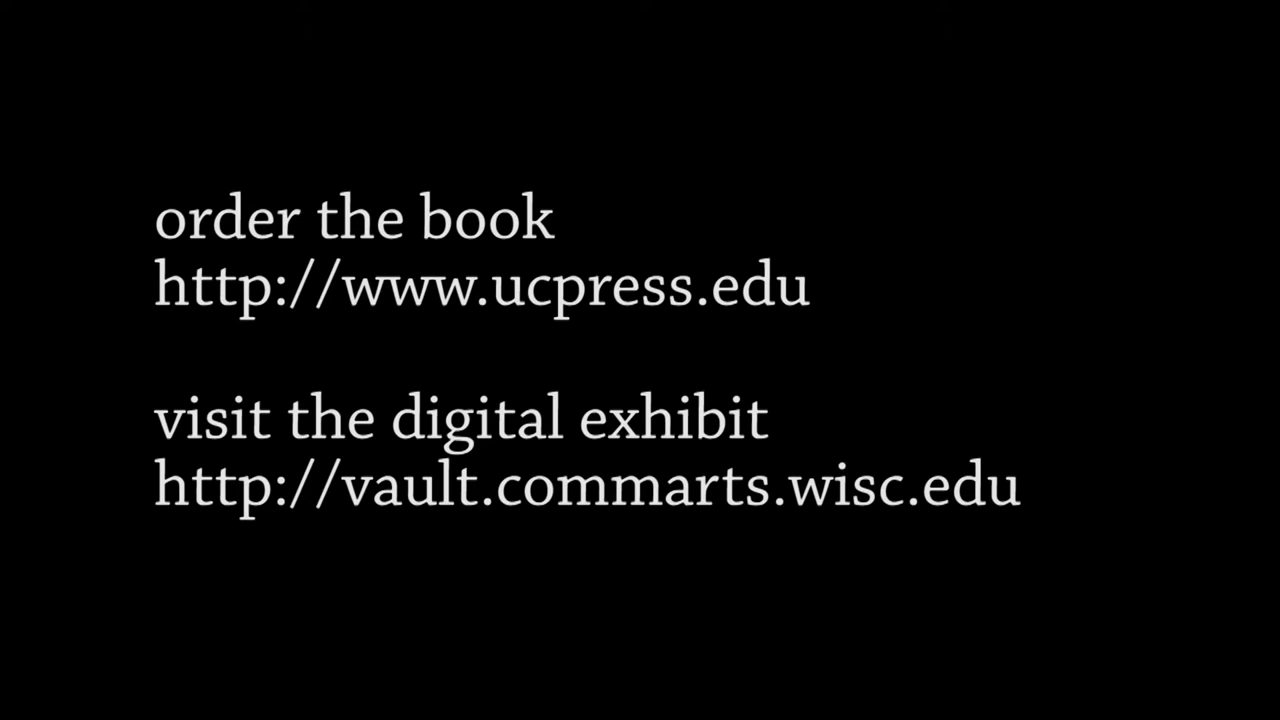 order the book
http://www.ucpress.edu
visit the digital exhibit
http://vault.commarts.wisc.edu